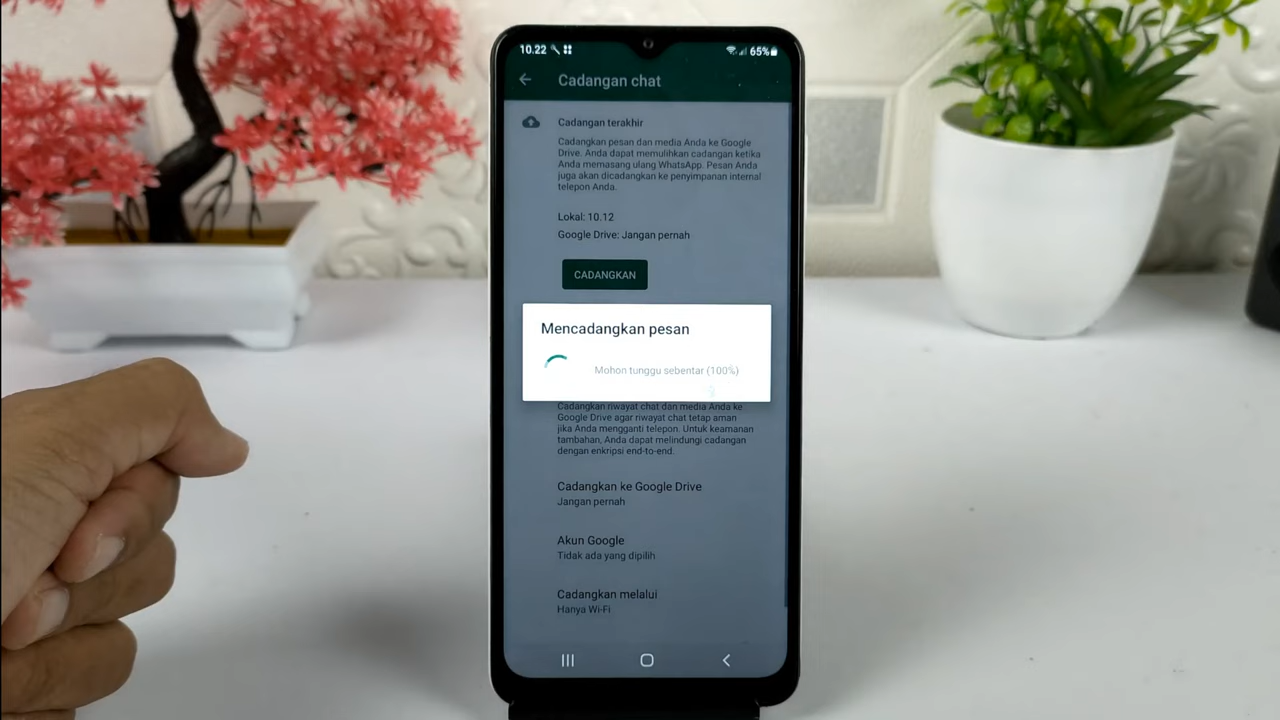 10.22
65%
Cadangan chat
Cadangan terakhir
Cadangkan pesan dan media Anda ke Google
Drive. Anda dapat memulihkan cadangan ketika
Anda memasang ulang WhatsApp. Pesan Anda
juga akan dicadangkan ke penyimpanan internal
telepon Anda.
Lokal: 10.12
Google Drive: Jangan pernah
CADANGKAN
Mencadangkan pesan
Mohon tunggu sebentar (100%)
Cadangkan riwayat chat dan media Anda ke
Google Drive agar riwayat chat tetap aman
jika Anda mengganti telepon. Untuk keamanan
tambahan, Anda dapat melindungi cadangan
dengan enkripsi end-to-end.
Cadangkan ke Google Drive
Jangan pernah
Akun Google
Tidak ada yang dipilih
Cadangkan melalui
Hanya Wi-Fi